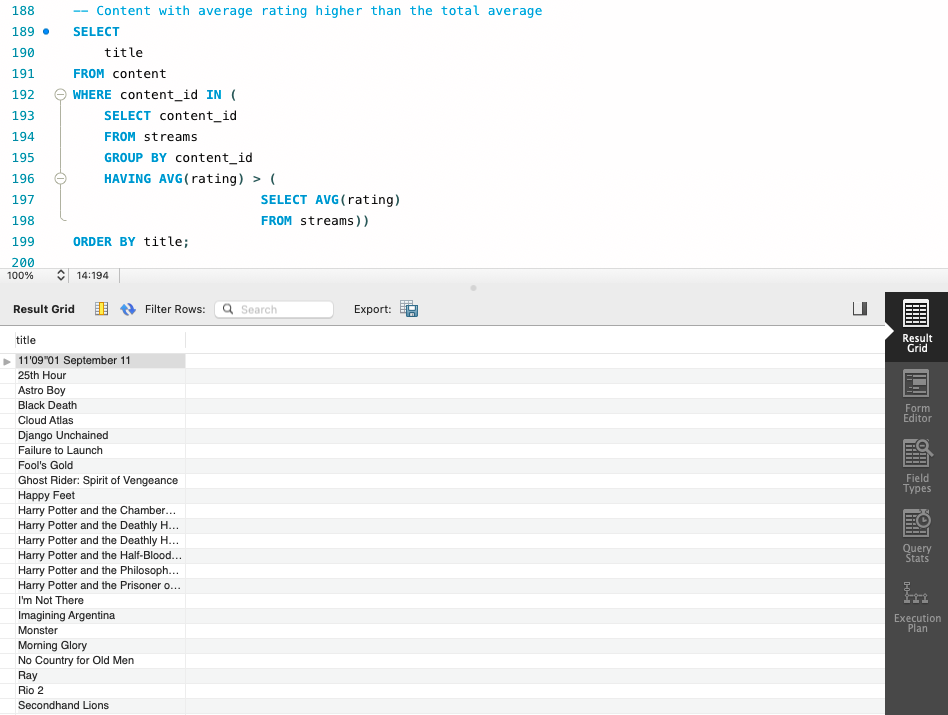 188 -- Content with average rating higher than the total average
189 SELECT
190 title
191 FROM content
192 WHERE content_id IN (
193 SELECT content_id
194 FROM streams
195 GROUP BY content_id
196 HAVING AVG(rating) > (
197 SELECT AVG(rating)
198 FROM streams))
199 ORDER BY title;
200
100% 14:194
Result Grid Filter Rows: Search Export:
title
11'09"01 September 11
25th Hour
Astro Boy
Black Death
Cloud Atlas
Django Unchained
Failure to Launch
Fool's Gold
Ghost Rider: Spirit of Vengeance
Happy Feet
Harry Potter and the Chamber...
Harry Potter and the Deathly H...
Harry Potter and the Deathly H...
Harry Potter and the Half-Blood...
Harry Potter and the Philosoph...
Harry Potter and the Prisoner o...
I'm Not There
Imagining Argentina
Monster
Morning Glory
No Country for Old Men
Ray
Rio 2
Secondhand Lions
Result
Grid
Form
Editor
Field
Types
Query
Stats
Execution
Plan